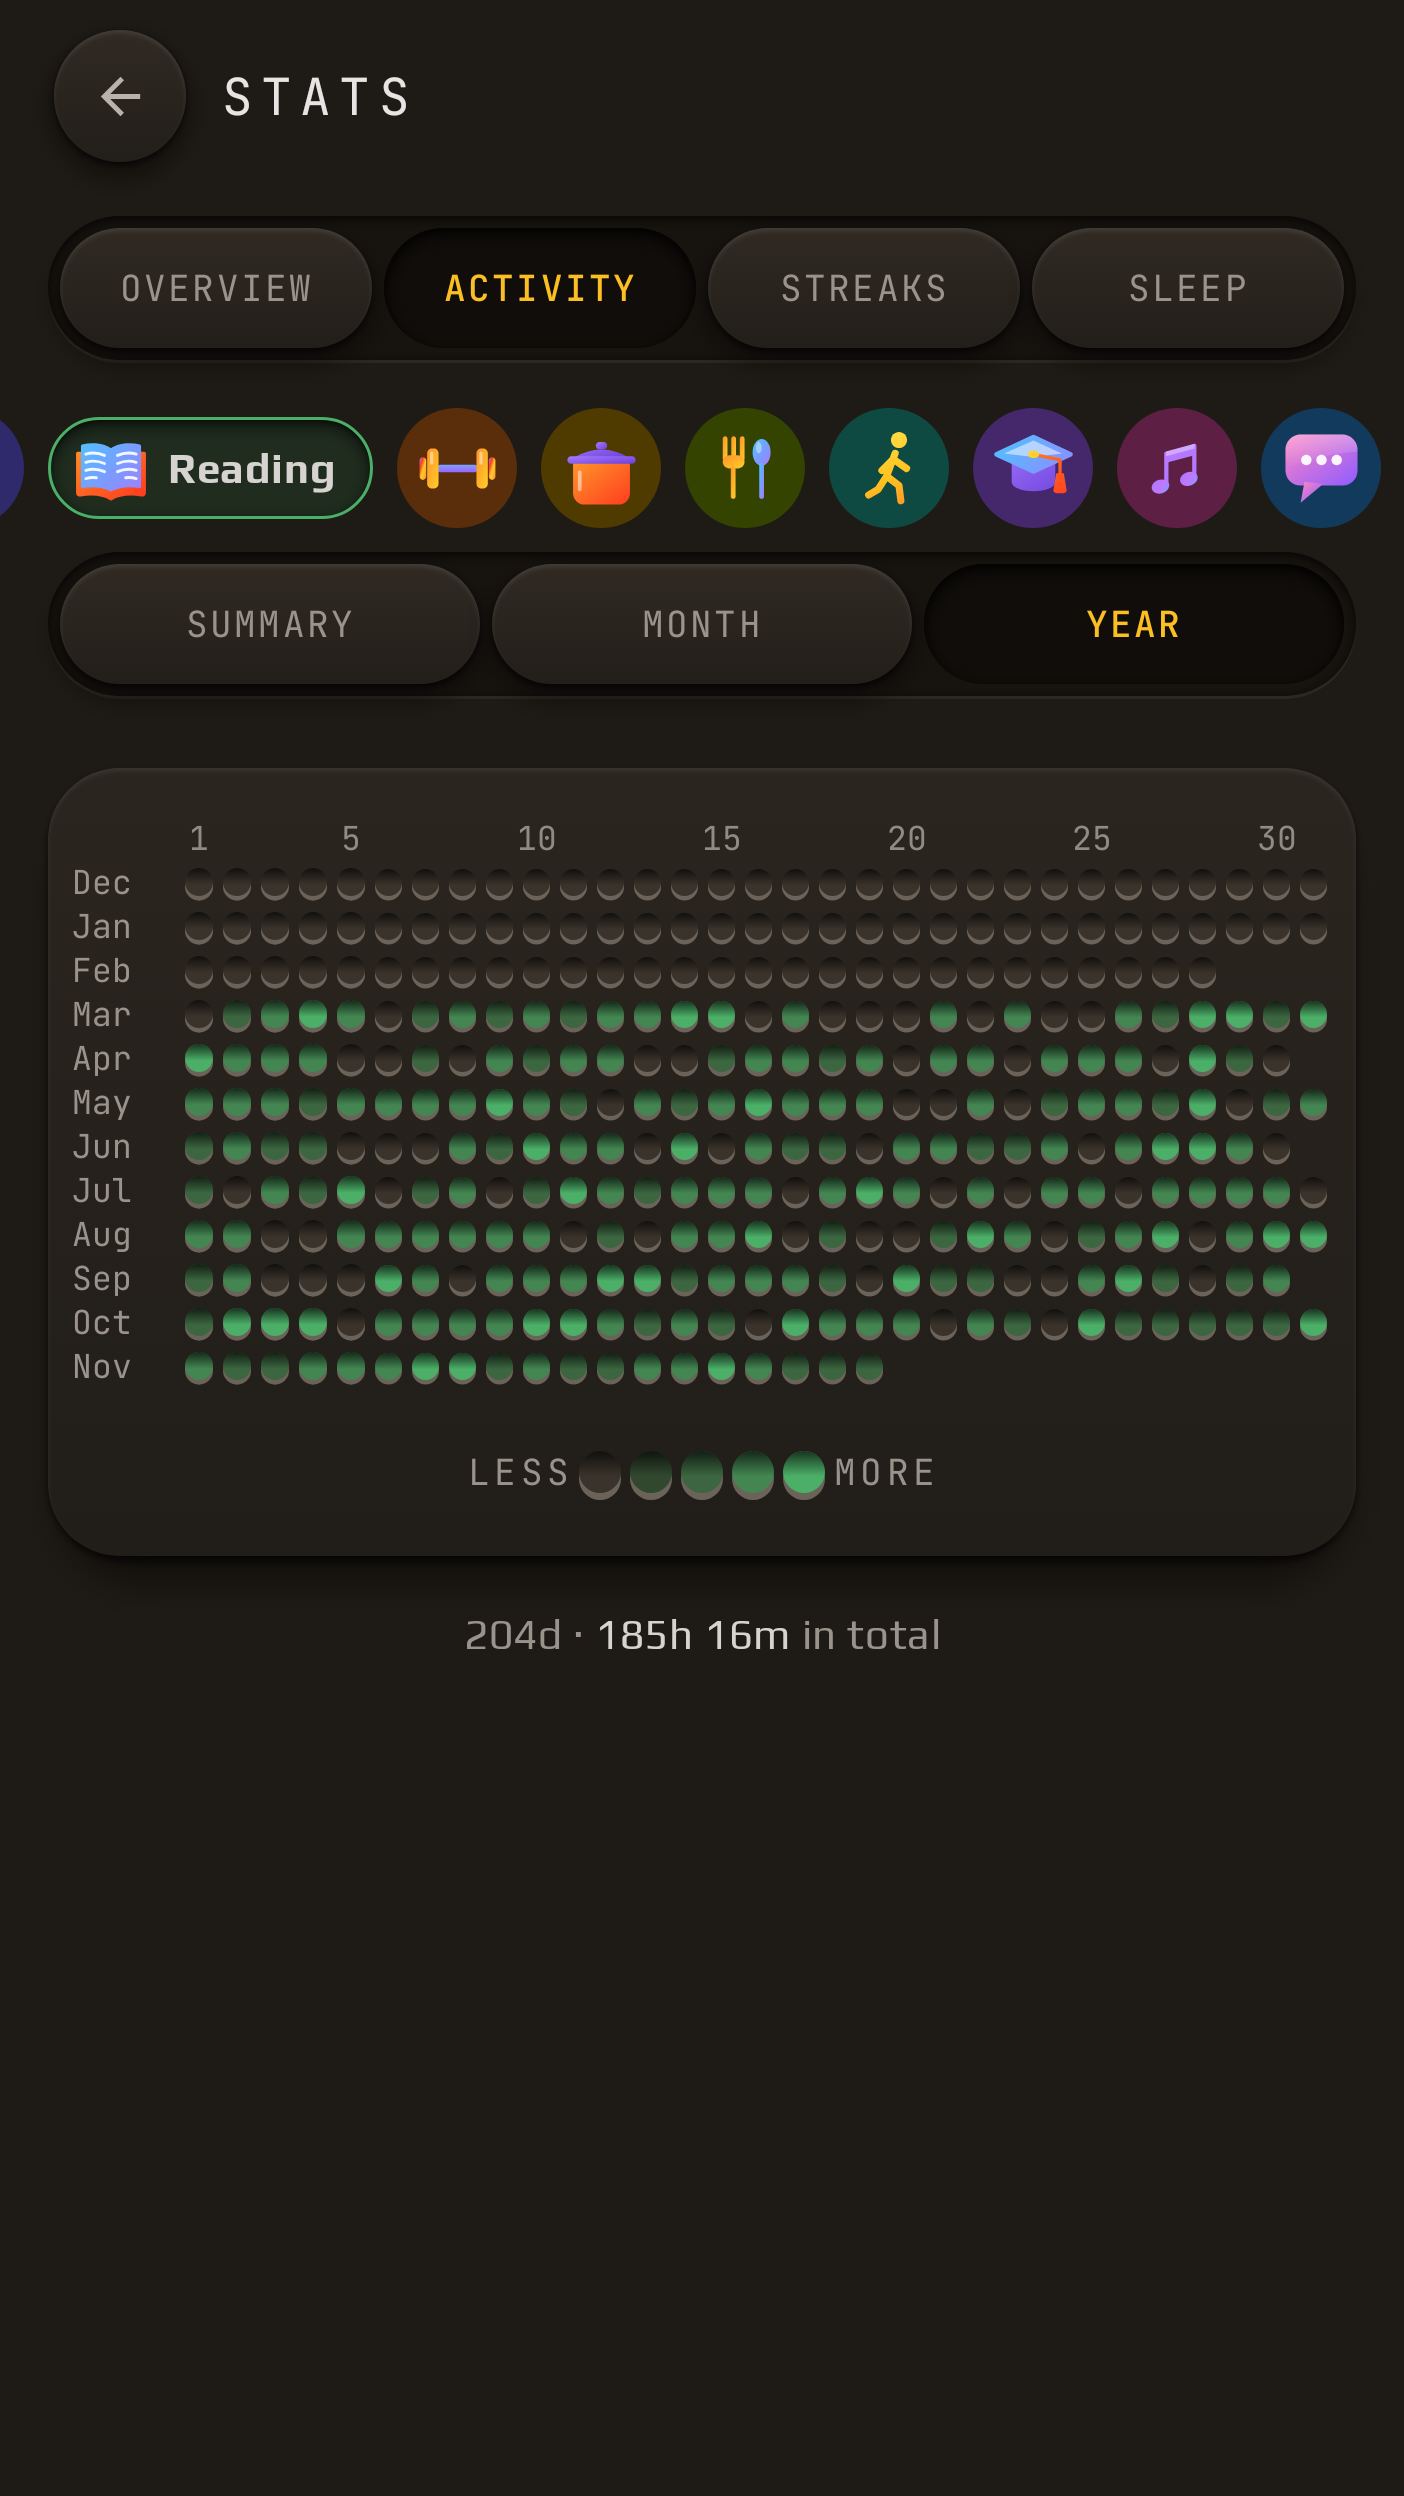 STATS
OVERVIEW ACTIVITY STREAKS SLEEP
Reading
SUMMARY MONTH YEAR
1 5 10 15 20 25 30
Dec
Jan
Feb
Mar
Apr
May
Jun
Jul
Aug
Sep
Oct
Nov
LESS MORE
204d · 185h 16m in total